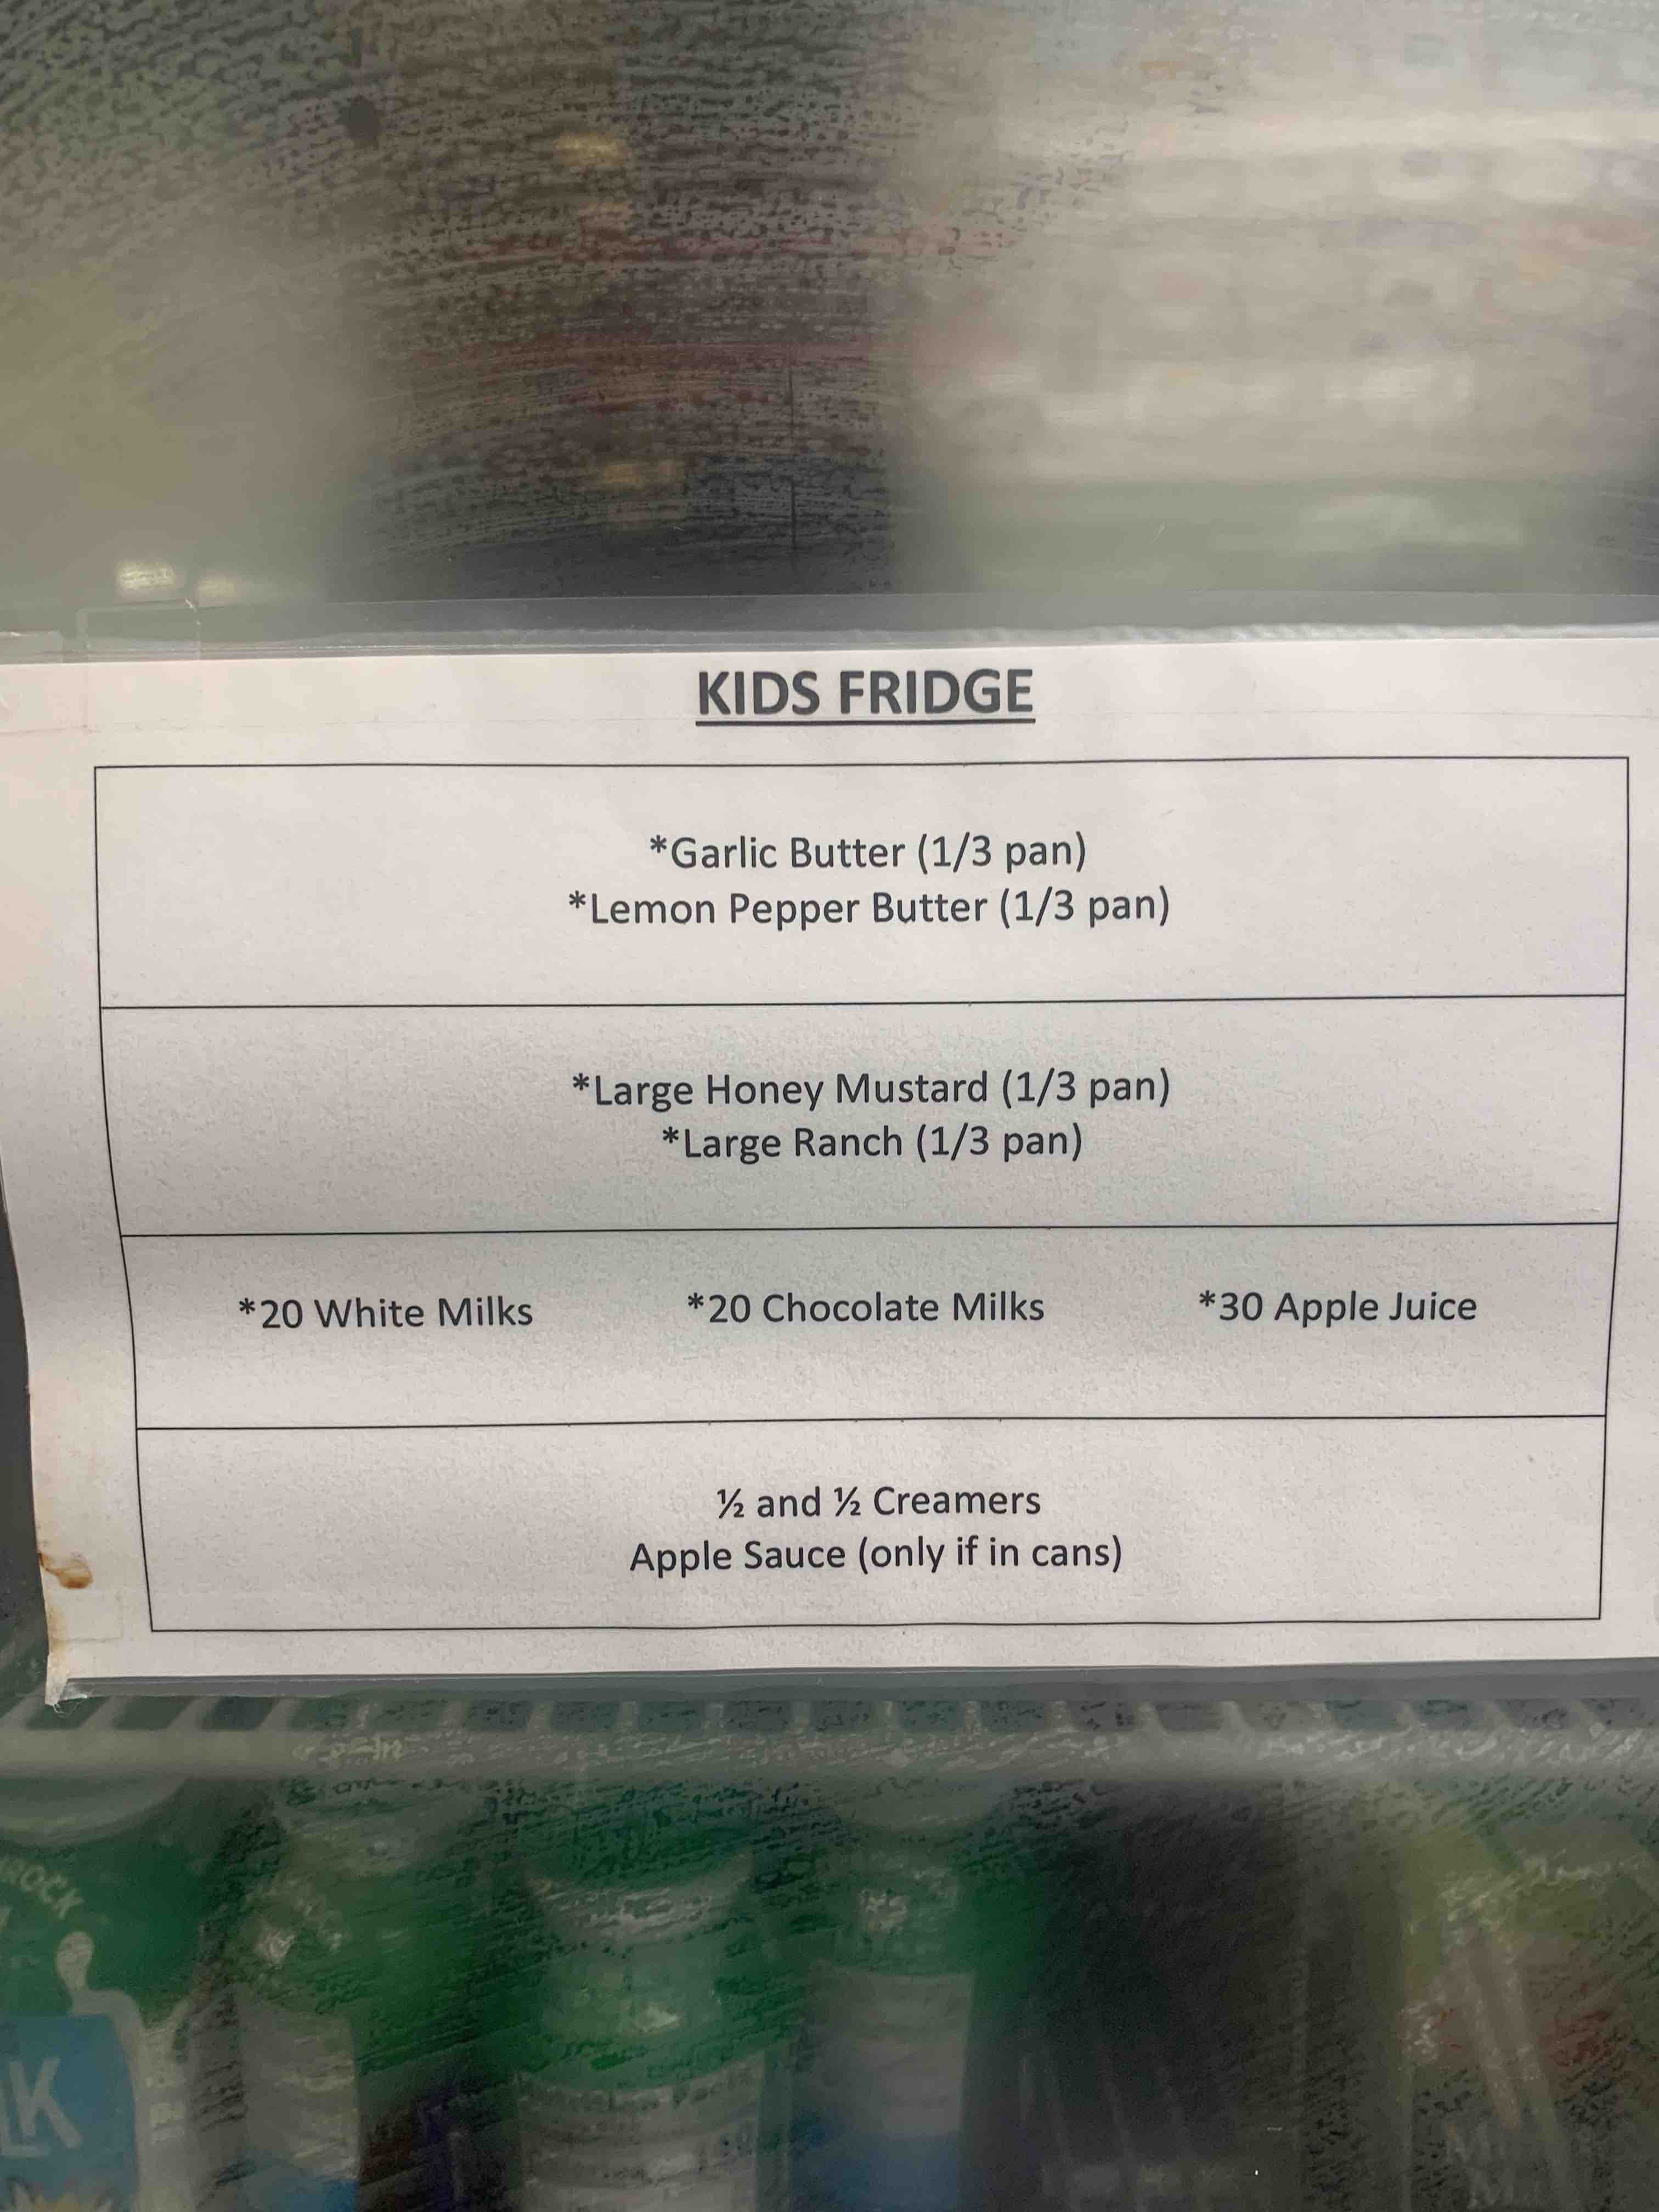 KIDS FRIDGE
*Garlic Butter (1/3 pan)
*Lemon Pepper Butter (1/3 pan)
*Large Honey Mustard (1/3 pan)
*Large Ranch (1/3 pan)
*20 White Milks *20 Chocolate Milks *30 Apple Juice
½ and ½ Creamers
Apple Sauce (only if in cans)